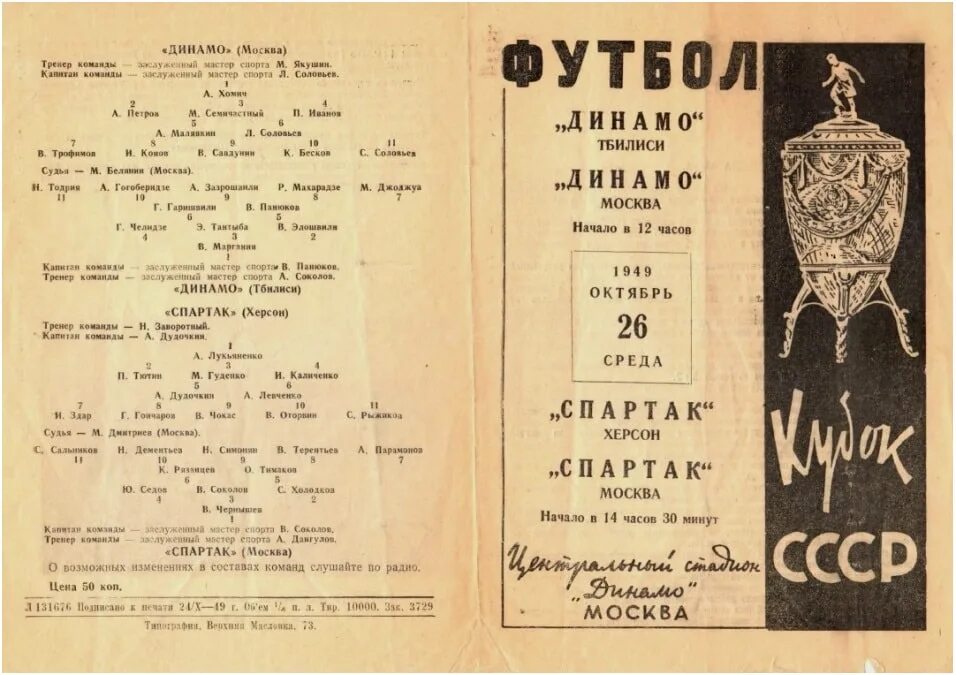 «ДИНАМО» (Москва)
Тренер команды — заслуженный мастер спорта М. Якушин.
Капитан команды — заслуженный мастер спорта Л. Соловьев.
1
А. Хомич
2 3 4
А. Петров М. Семичастный П. Иванов
5 6
А. Малявкин Л. Соловьев
7 8 9 10 11
В. Трофимов И. Конов В. Савдунин К. Бесков С. Соловьев
Судья — М. Белянин (Москва).
Н. Тодрия А. Гогоберидзе А. Зазрошвили Р. Махарадзе М. Джоджуа
11 10 9 8 7
Г. Гаришвили В. Панюков
6 5
Г. Челидзе Э. Тантыба В. Элошвили
4 3 2
В. Маргания
1
Капитан команды — заслуженный мастер спорта В. Панюков.
Тренер команды — заслуженный мастер спорта А. Соколов.
«ДИНАМО» (Тбилиси)
«СПАРТАК» (Херсон)
Тренер команды — Н. Заворотный.
Капитан команды — А. Дудочкин.
1
А. Лукьяненко
2 3 4
П. Тютин М. Гуденко И. Каличенко
5 6
А. Дудочкин А. Левченко
7 8 9 10 11
Н. Здар Г. Гончаров В. Чокас В. Оторвин С. Рыжиков
Судья — М. Дмитриев (Москва).
С. Сальников Н. Дементьев Н. Симонян В. Терентьев А. Парамонов
11 10 9 8 7
К. Рязанцев О. Тимаков
6 5
Ю. Седов В. Соколов С. Холодков
4 3 2
В. Чернышев
1
Капитан команды — заслуженный мастер спорта В. Соколов.
Тренер команды — заслуженный мастер спорта А. Дангулов.
«СПАРТАК» (Москва)
О возможных изменениях в составах команд слушайте по радио.
Цена 50 коп.
Л 131676 Подписано к печати 24/X—49 г. Об'ем п. л. Тир. 10000. Зак. 3729
Типография, Верхняя Масловка, 73.
ФУТБОЛ
„ДИНАМО“
ТБИЛИСИ
„ДИНАМО“
МОСКВА
Начало в 12 часов
1949
ОКТЯБРЬ
26
СРЕДА
„СПАРТАК“
ХЕРСОН
„СПАРТАК“
МОСКВА
Начало в 14 часов 30 минут
Центральный стадион
„Динамо“
МОСКВА
Кубок
СССР